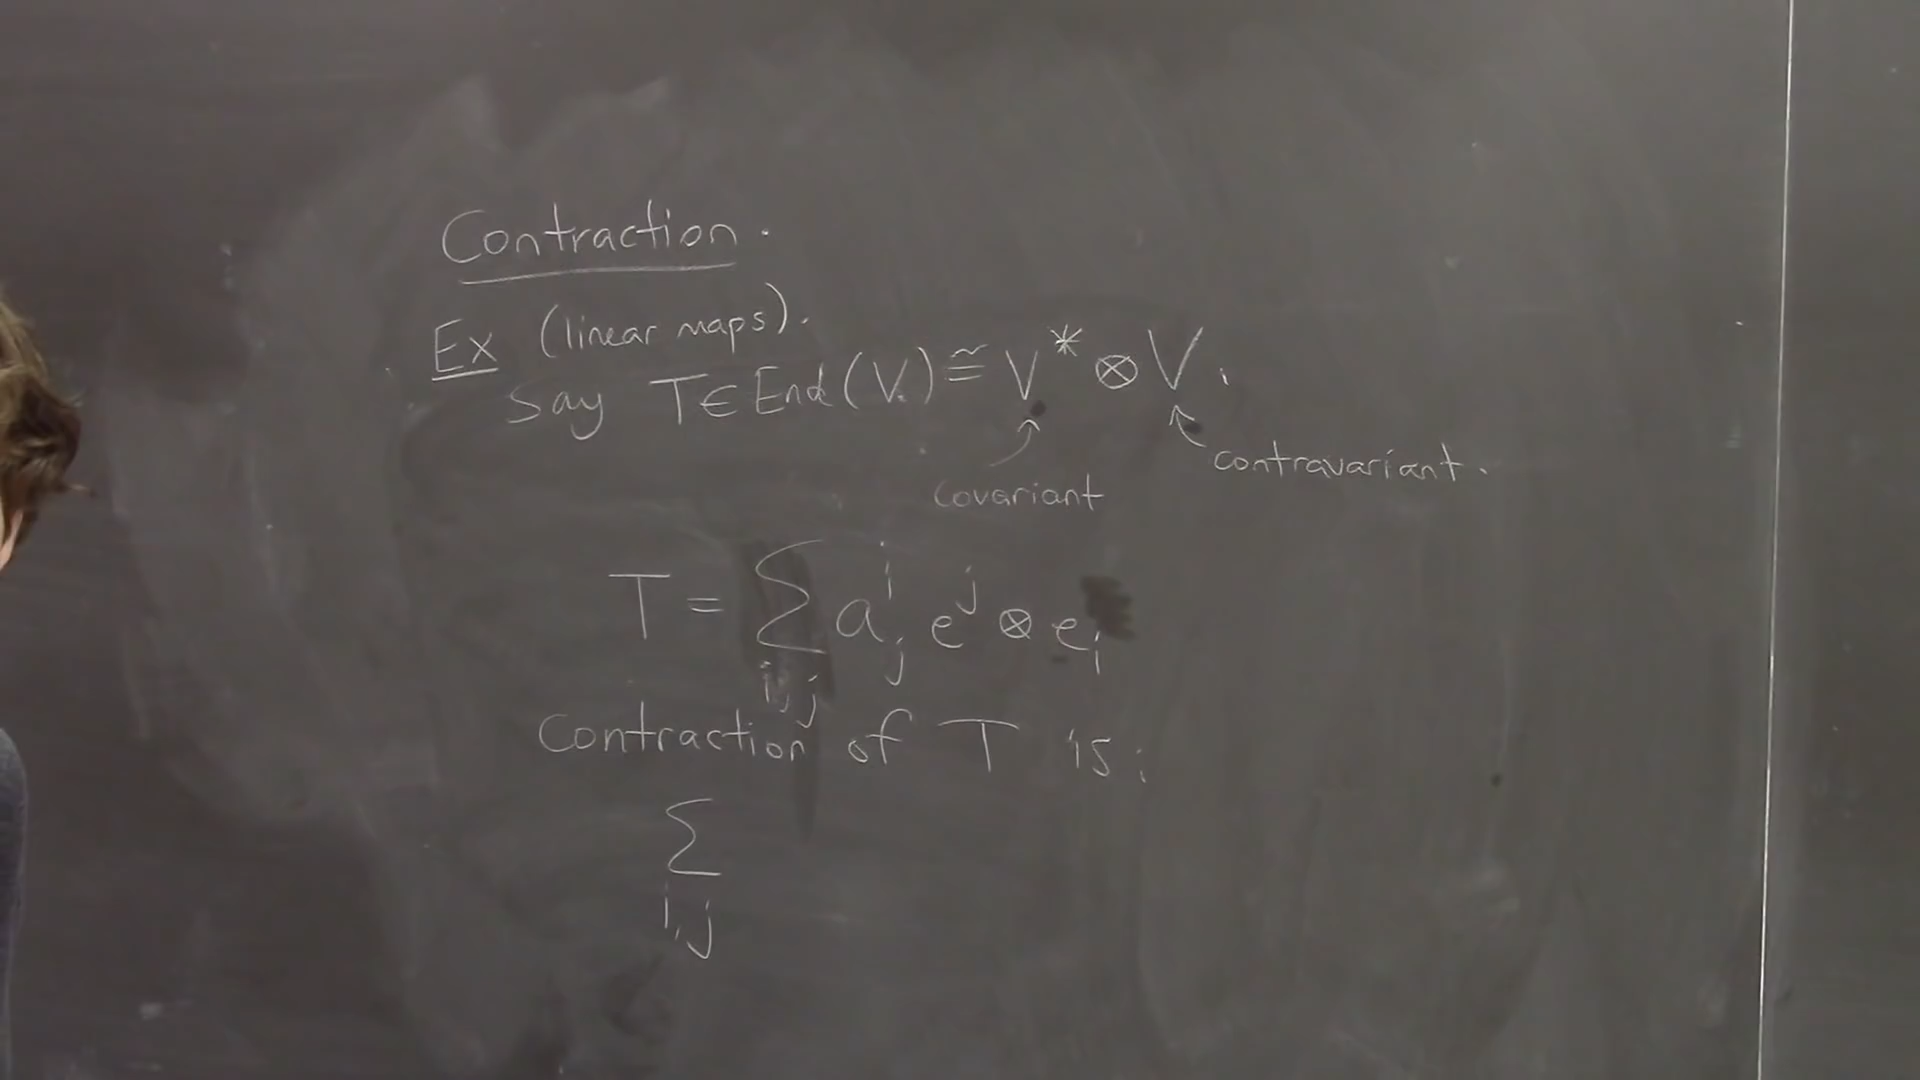 Contraction.
Ex (linear maps).
Say T∈End(V) ≅ V* ⊗ V.
covariant
contravariant.
T = ∑_{i,j} a^i_j e^j ⊗ e_i
Contraction of T is:
∑_{i,j}